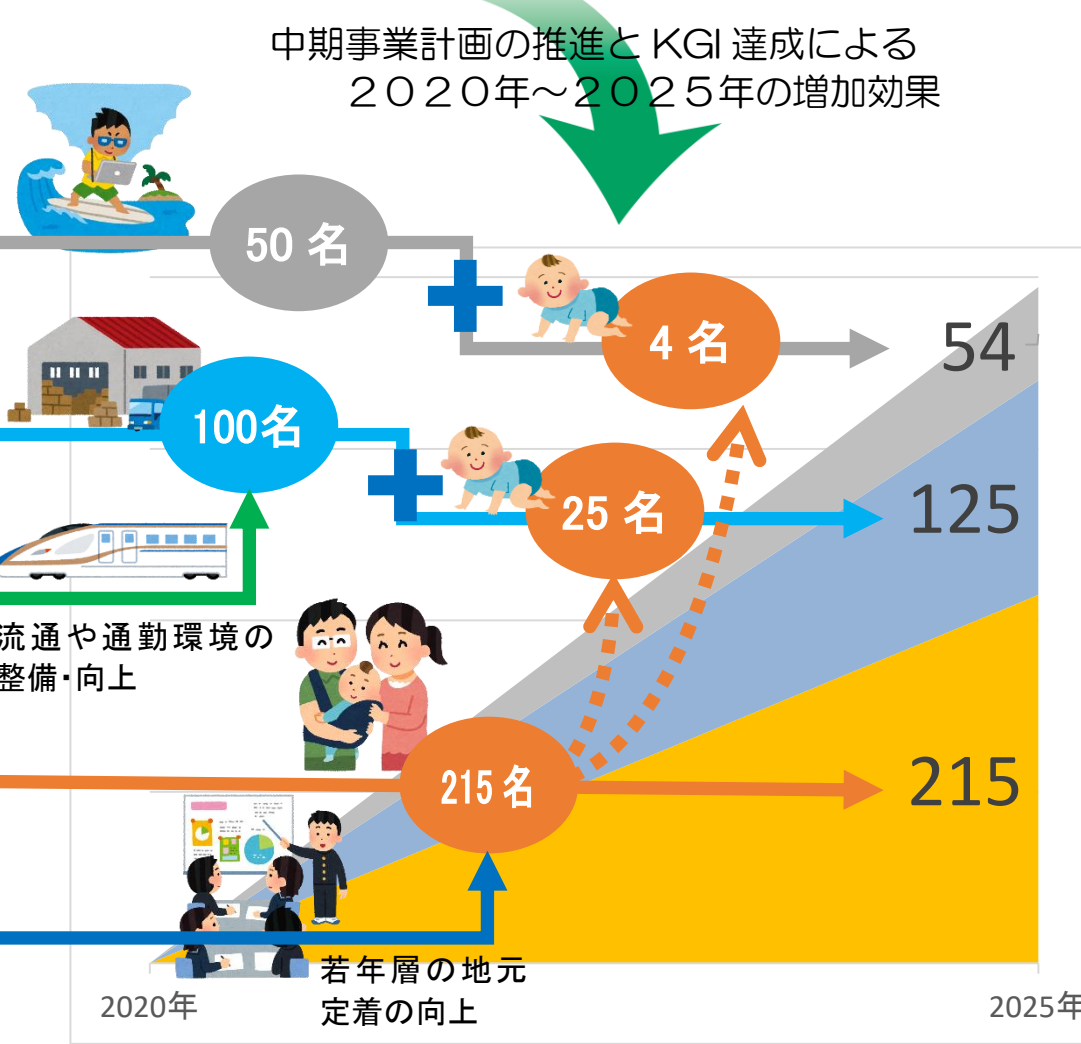 中期事業計画の推進とKGI達成による
２０２０年～２０２５年の増加効果
50名
4名
54
100名
25名
125
流通や通勤環境の
整備・向上
215名
215
若年層の地元
定着の向上
2020年
2025年